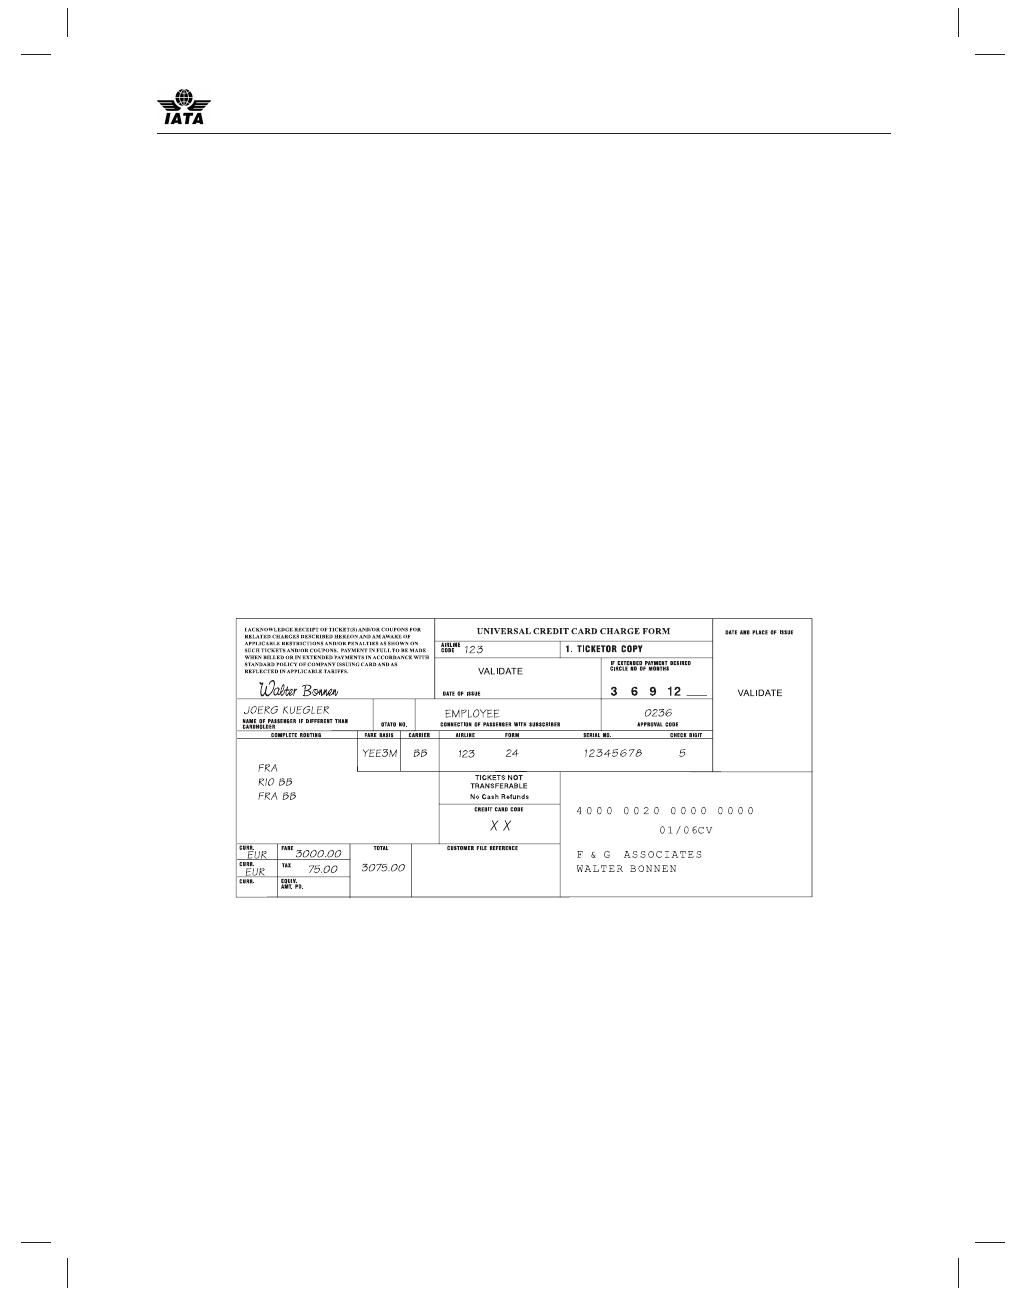 IATA
I ACKNOWLEDGE RECEIPT OF TICKET(S) AND/OR COUPONS FOR
RELATED CHARGES DESCRIBED HEREON AND AM AWARE OF
APPLICABLE RESTRICTIONS AND/OR PENALTIES AS SHOWN ON
SUCH TICKETS AND/OR COUPONS. PAYMENT IN FULL TO BE MADE
WHEN BILLED OR IN EXTENDED PAYMENTS IN ACCORDANCE WITH
STANDARD POLICY OF COMPANY ISSUING CARD AND AS
REFLECTED IN APPLICABLE TARIFFS.
Walter Bonnen
UNIVERSAL CREDIT CARD CHARGE FORM
AIRLINE
CODE 123
1. TICKETOR COPY
VALIDATE
DATE OF ISSUE
IF EXTENDED PAYMENT DESIRED
CIRCLE NO OF MONTHS
3 6 9 12 ___
DATE AND PLACE OF ISSUE
VALIDATE
JOERG KUEGLER
NAME OF PASSENGER IF DIFFERENT THAN
CARDHOLDER
OTATO NO.
EMPLOYEE
CONNECTION OF PASSENGER WITH SUBSCRIBER
0236
APPROVAL CODE
COMPLETE ROUTING FARE BASIS CARRIER AIRLINE FORM SERIAL NO. CHECK DIGIT
YEE3M BB 123 24 12345678 5
FRA
RIO BB
FRA BB
TICKETS NOT
TRANSFERABLE
No Cash Refunds
CREDIT CARD CODE
XX
4000 0020 0000 0000
01/06CV
F & G ASSOCIATES
WALTER BONNEN
CURR. EUR FARE 3000.00
CURR. EUR TAX 75.00
CURR. EQUIV.
AMT. PD.
TOTAL
3075.00
CUSTOMER FILE REFERENCE